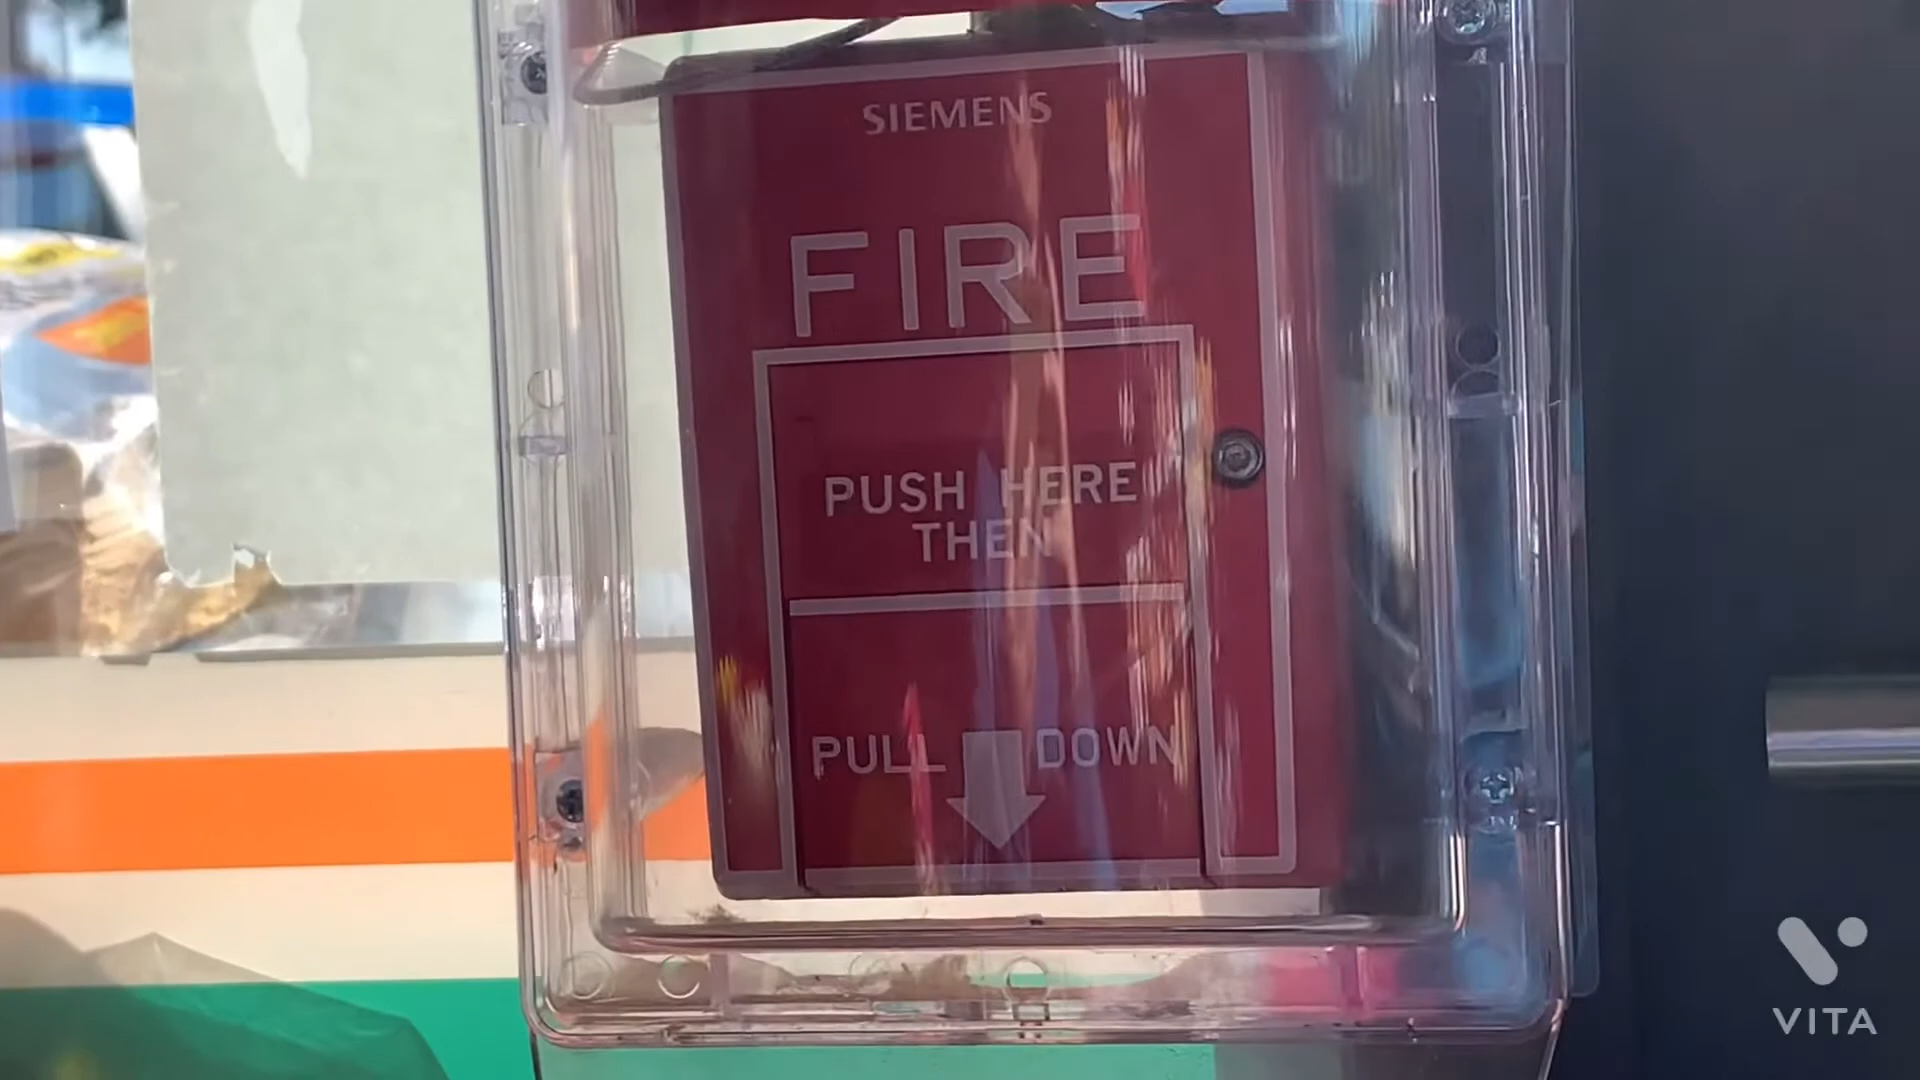 SIEMENS
FIRE
PUSH HERE
THEN
PULL DOWN
VITA